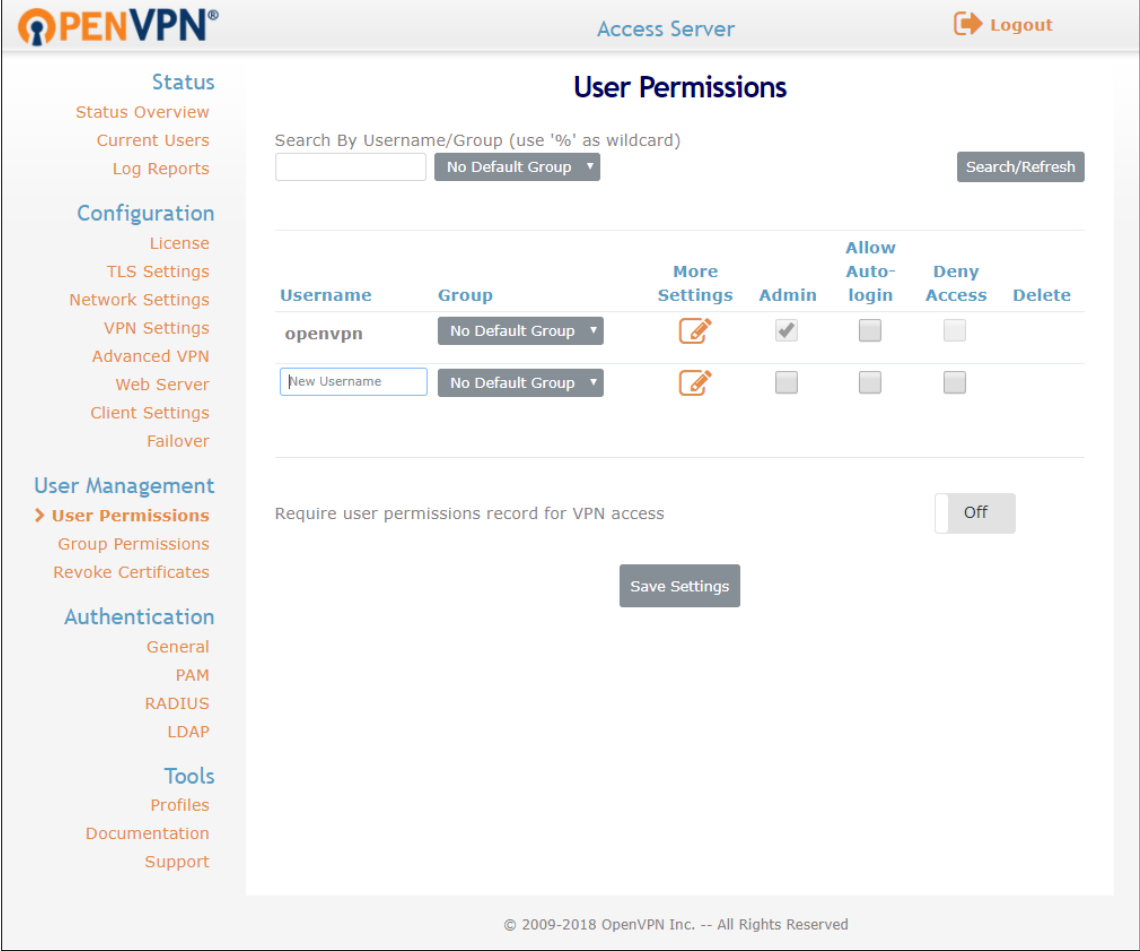 OPENVPN®
Access Server
Logout
Status
Status Overview
Current Users
Log Reports
Configuration
License
TLS Settings
Network Settings
VPN Settings
Advanced VPN
Web Server
Client Settings
Failover
User Management
User Permissions
Group Permissions
Revoke Certificates
Authentication
General
PAM
RADIUS
LDAP
Tools
Profiles
Documentation
Support
User Permissions
Search By Username/Group (use '%' as wildcard)
No Default Group
Search/Refresh
Username Group More Settings Admin Allow Auto-login Deny Access Delete
openvpn No Default Group
New Username No Default Group
Require user permissions record for VPN access Off
Save Settings
© 2009-2018 OpenVPN Inc. -- All Rights Reserved